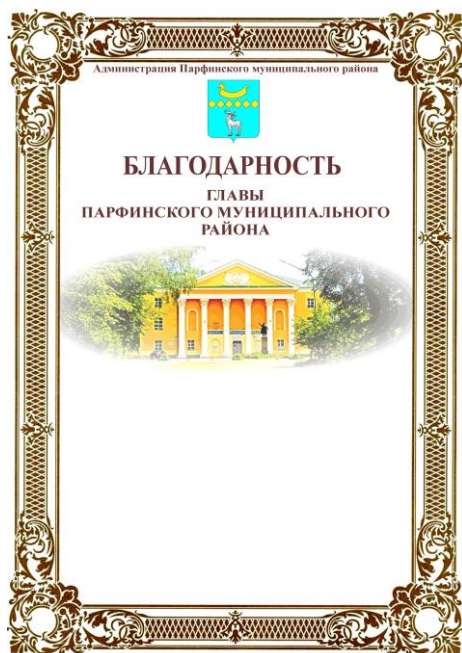 Администрация Парфинского муниципального района
БЛАГОДАРНОСТЬ
ГЛАВЫ
ПАРФИНСКОГО МУНИЦИПАЛЬНОГО
РАЙОНА